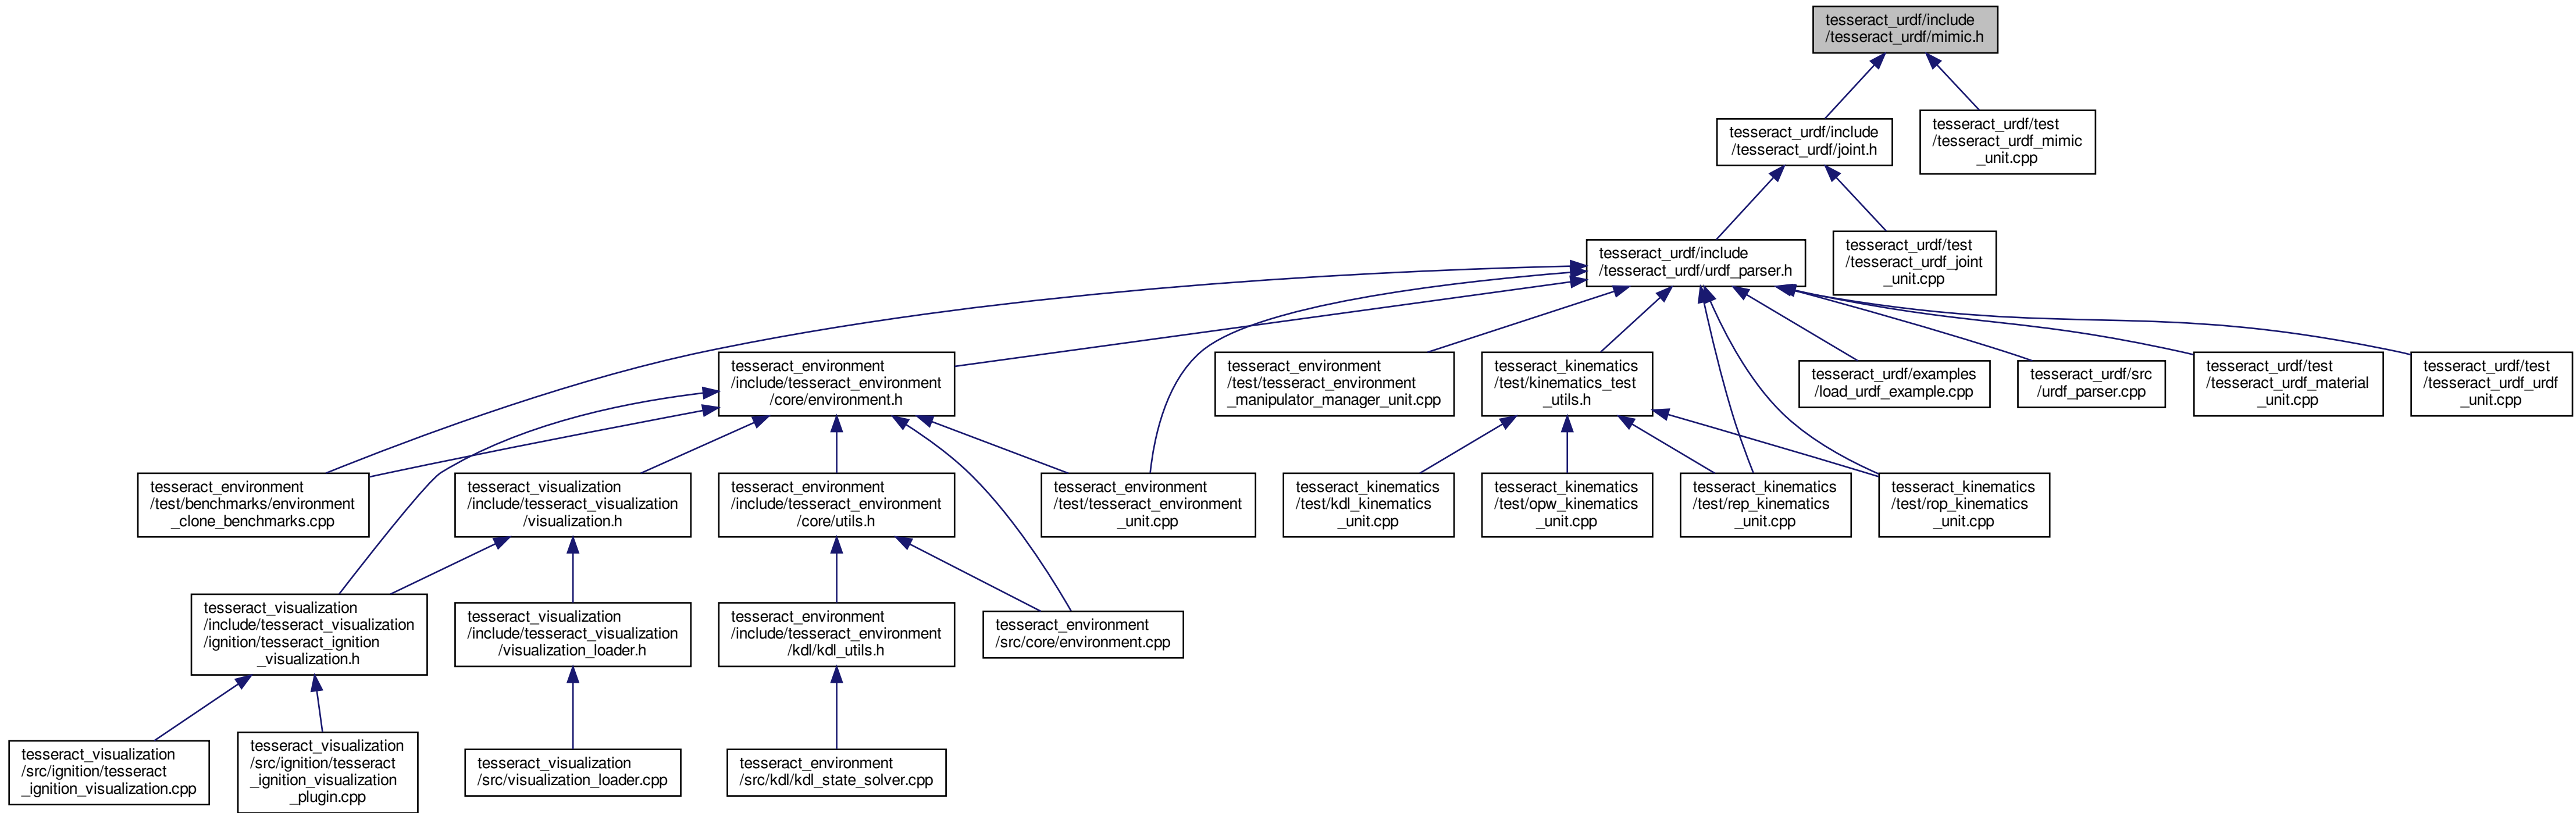 tesseract_urdf/include
/tesseract_urdf/mimic.h
tesseract_urdf/include
/tesseract_urdf/joint.h
tesseract_urdf/test
/tesseract_urdf_mimic
_unit.cpp
tesseract_urdf/include
/tesseract_urdf/urdf_parser.h
tesseract_urdf/test
/tesseract_urdf_joint
_unit.cpp
tesseract_environment
/include/tesseract_environment
/core/environment.h
tesseract_environment
/test/tesseract_environment
_manipulator_manager_unit.cpp
tesseract_kinematics
/test/kinematics_test
_utils.h
tesseract_urdf/examples
/load_urdf_example.cpp
tesseract_urdf/src
/urdf_parser.cpp
tesseract_urdf/test
/tesseract_urdf_material
_unit.cpp
tesseract_urdf/test
/tesseract_urdf_urdf
_unit.cpp
tesseract_environment
/test/benchmarks/environment
_clone_benchmarks.cpp
tesseract_visualization
/include/tesseract_visualization
/visualization.h
tesseract_environment
/include/tesseract_environment
/core/utils.h
tesseract_environment
/test/tesseract_environment
_unit.cpp
tesseract_kinematics
/test/kdl_kinematics
_unit.cpp
tesseract_kinematics
/test/opw_kinematics
_unit.cpp
tesseract_kinematics
/test/rep_kinematics
_unit.cpp
tesseract_kinematics
/test/rop_kinematics
_unit.cpp
tesseract_visualization
/include/tesseract_visualization
/ignition/tesseract_ignition
_visualization.h
tesseract_visualization
/include/tesseract_visualization
/visualization_loader.h
tesseract_environment
/include/tesseract_environment
/kdl/kdl_utils.h
tesseract_environment
/src/core/environment.cpp
tesseract_visualization
/src/ignition/tesseract
_ignition_visualization.cpp
tesseract_visualization
/src/ignition/tesseract
_ignition_visualization
_plugin.cpp
tesseract_visualization
/src/visualization_loader.cpp
tesseract_environment
/src/kdl/kdl_state_solver.cpp